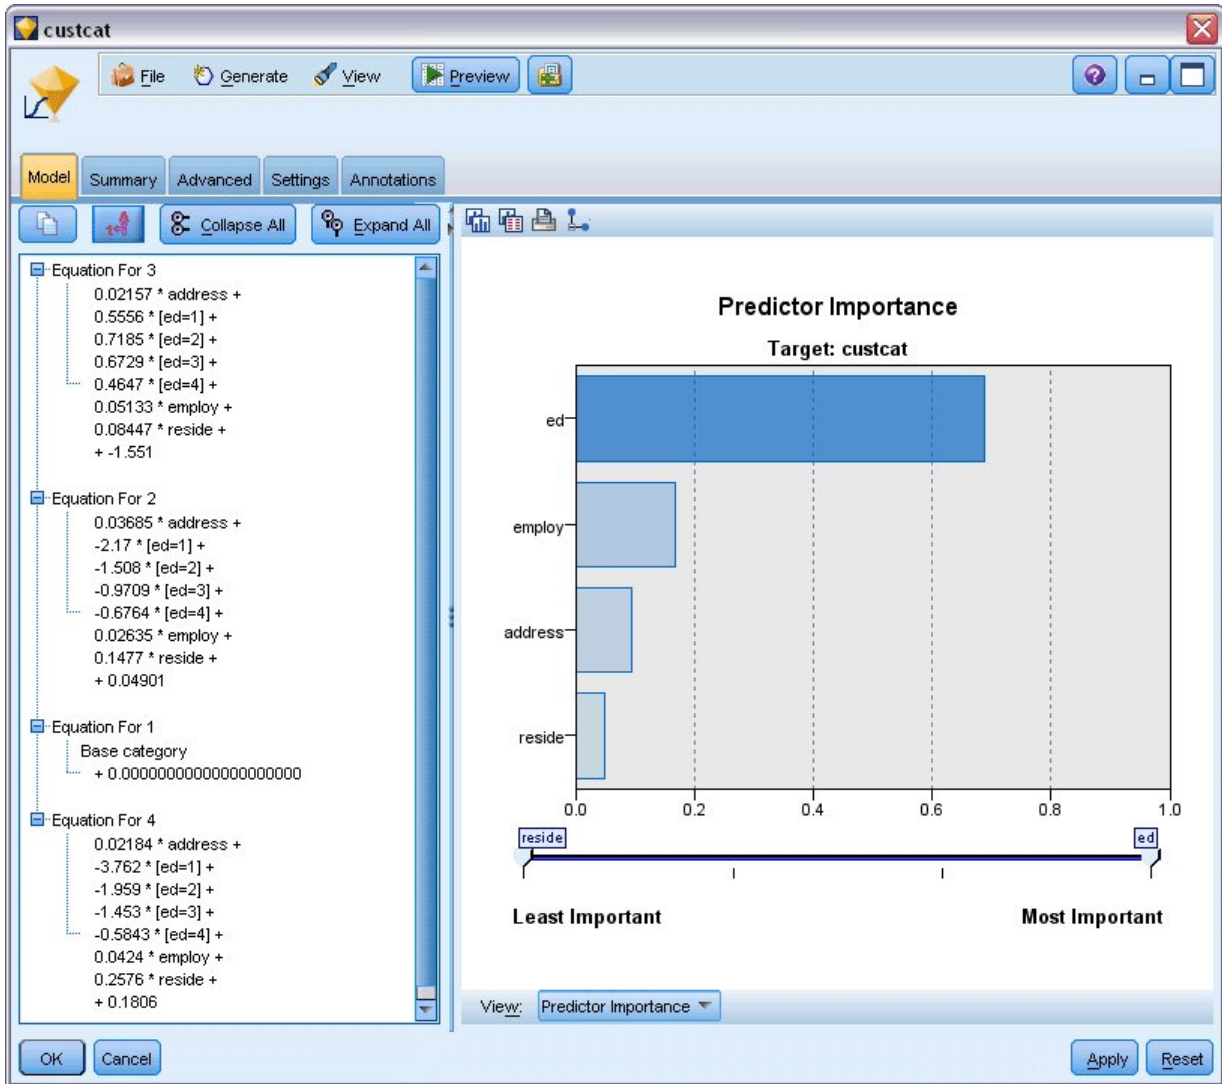 custcat
File Generate View Preview
Model Summary Advanced Settings Annotations
Collapse All Expand All
Equation For 3
0.02157 * address +
0.5556 * [ed=1] +
0.7185 * [ed=2] +
0.6729 * [ed=3] +
0.4647 * [ed=4] +
0.05133 * employ +
0.08447 * reside +
+ -1.551
Equation For 2
0.03685 * address +
-2.17 * [ed=1] +
-1.508 * [ed=2] +
-0.9709 * [ed=3] +
-0.6764 * [ed=4] +
0.02635 * employ +
0.1477 * reside +
+ 0.04901
Equation For 1
Base category
+ 0.00000000000000000000
Equation For 4
0.02184 * address +
-3.762 * [ed=1] +
-1.959 * [ed=2] +
-1.453 * [ed=3] +
-0.5843 * [ed=4] +
0.0424 * employ +
0.2576 * reside +
+ 0.1806
Predictor Importance
Target: custcat
ed
employ
address
reside
0.0 0.2 0.4 0.6 0.8 1.0
reside ed
Least Important Most Important
View: Predictor Importance
OK Cancel Apply Reset